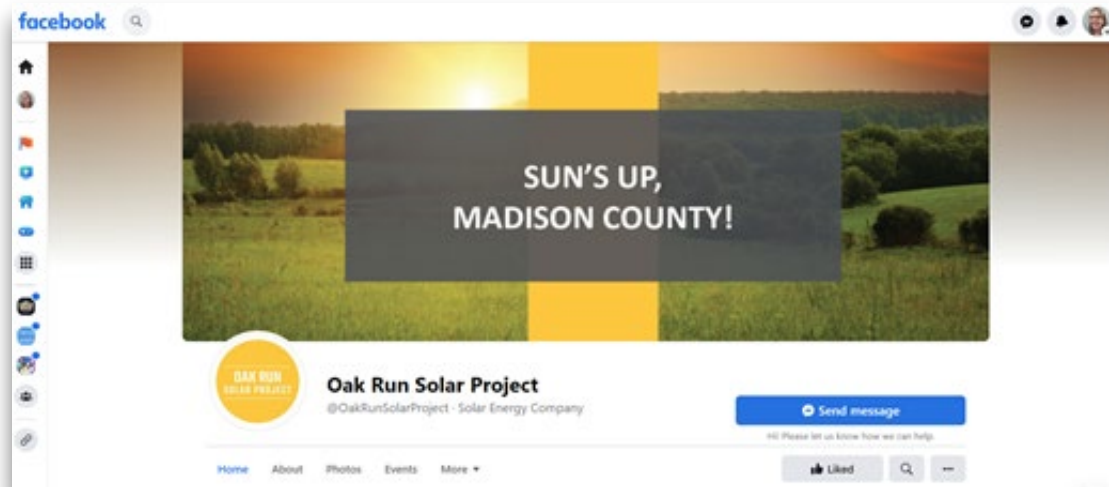 facebook
SUN'S UP,
MADISON COUNTY!
OAK RUN
SOLAR PROJECT
Oak Run Solar Project
@OakRunSolarProject · Solar Energy Company
Send message
Hi! Please let us know how we can help.
Home About Photos Events More
Liked